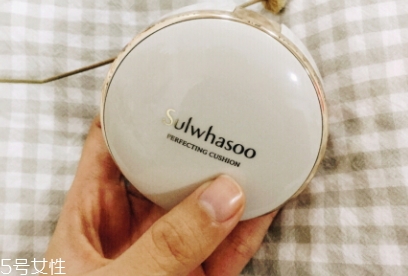 Sulwhasoo
PERFECTING CUSHION
5号女性